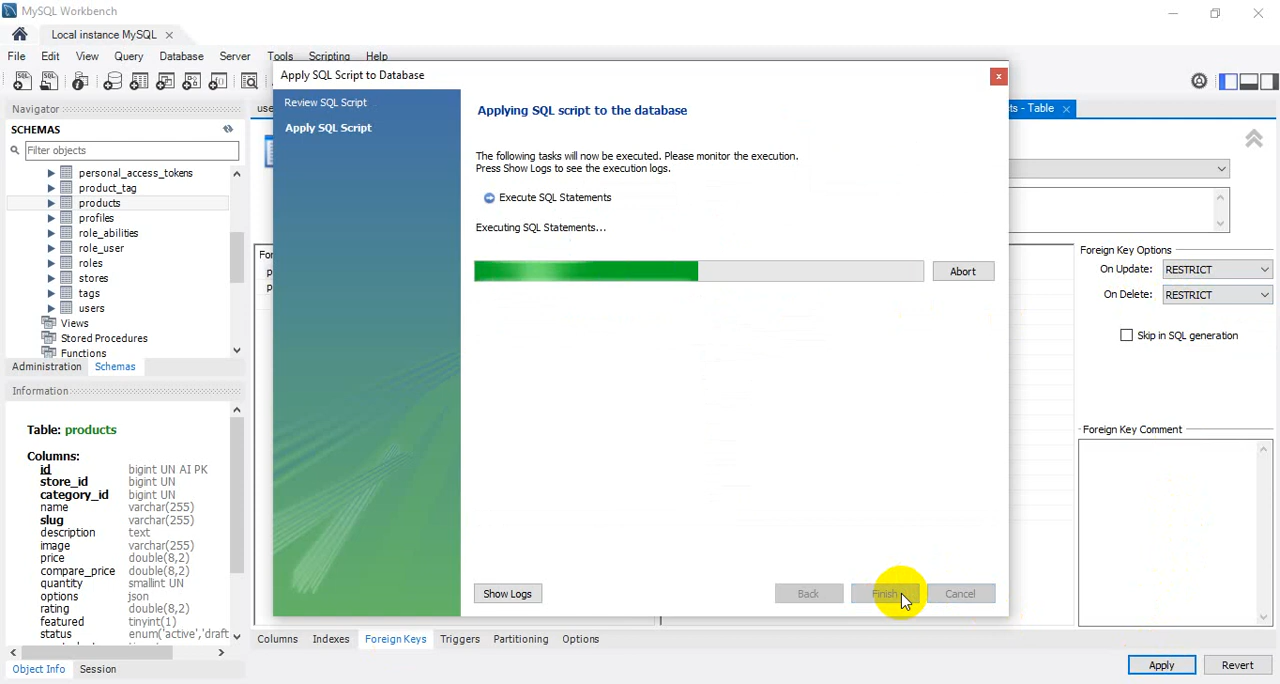 MySQL Workbench
Local instance MySQL
File Edit View Query Database Server Tools Scripting Help
Navigator
SCHEMAS
Filter objects
personal_access_tokens
product_tag
products
profiles
role_abilities
role_user
roles
stores
tags
users
Views
Stored Procedures
Functions
Administration Schemas
Information
Table: products
Columns:
id bigint UN AI PK
store_id bigint UN
category_id bigint UN
name varchar(255)
slug varchar(255)
description text
image varchar(255)
price double(8,2)
compare_price double(8,2)
quantity smallint UN
options json
rating double(8,2)
featured tinyint(1)
status enum('active','draft
Object Info Session
Apply SQL Script to Database
Review SQL Script
Apply SQL Script
Applying SQL script to the database
The following tasks will now be executed. Please monitor the execution.
Press Show Logs to see the execution logs.
Execute SQL Statements
Executing SQL Statements...
Abort
Show Logs
Back
Finish
Cancel
use
ts - Table
For
p
p
Foreign Key Options
On Update: RESTRICT
On Delete: RESTRICT
Skip in SQL generation
Foreign Key Comment
Columns Indexes Foreign Keys Triggers Partitioning Options
Apply Revert